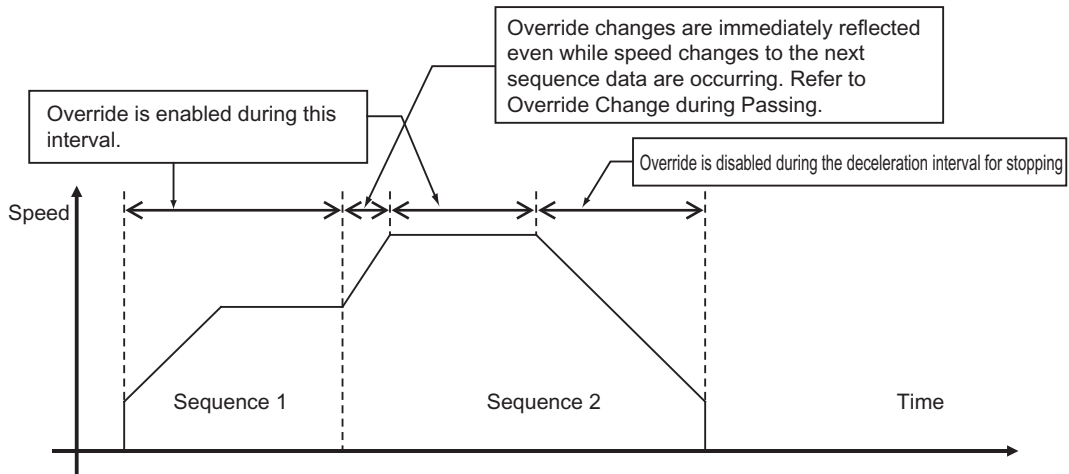 Override changes are immediately reflected
even while speed changes to the next
sequence data are occurring. Refer to
Override Change during Passing.
Override is enabled during this
interval.
Override is disabled during the deceleration interval for stopping
Speed
Sequence 1
Sequence 2
Time